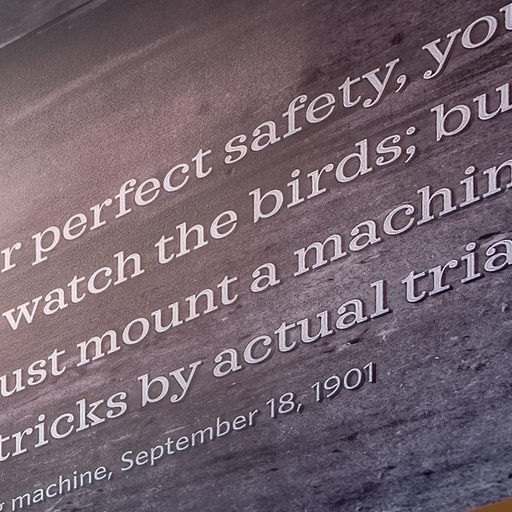 r perfect safety, you
watch the birds; bu
ust mount a machin
tricks by actual tria
g machine, September 18, 1901